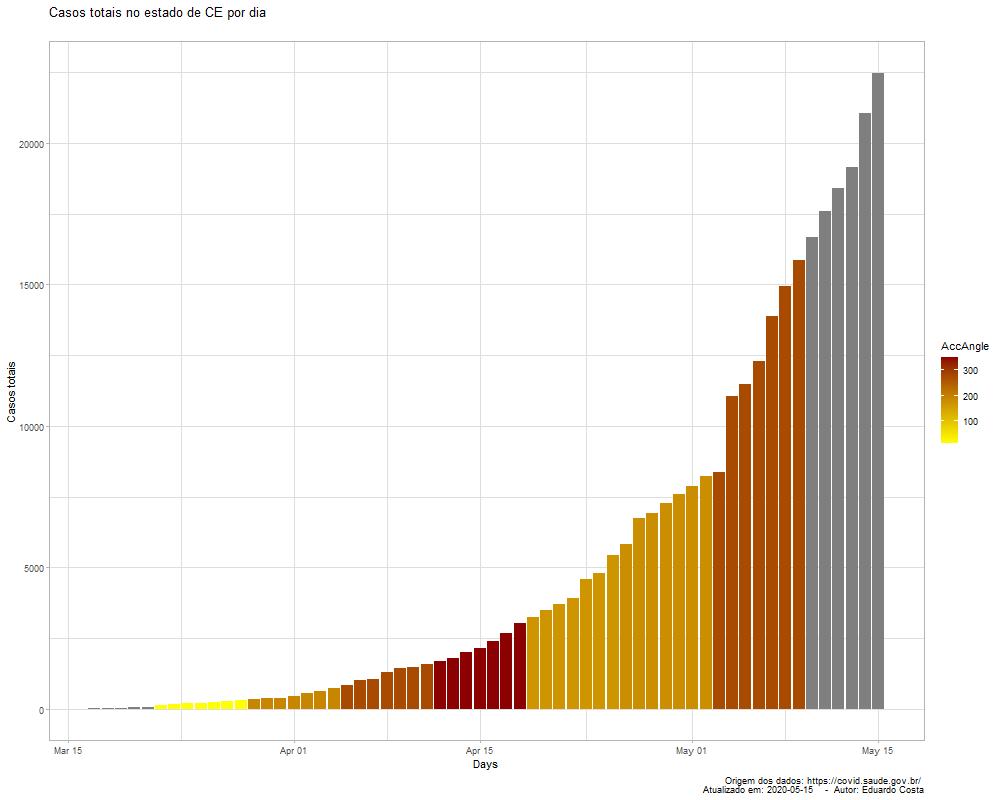 Casos totais no estado de CE por dia
20000
15000
10000
5000
0
Casos totais
Mar 15
Apr 01
Apr 15
May 01
May 15
Days
AccAngle
300
200
100
Origem dos dados: https://covid.saude.gov.br/
Atualizado em: 2020-05-15 - Autor: Eduardo Costa